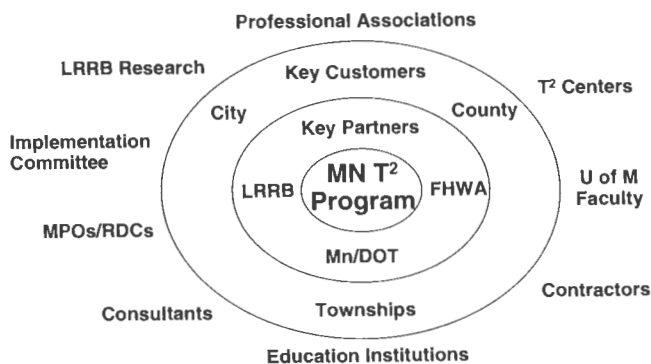 Professional Associations
LRRB Research
Key Customers
T² Centers
City
County
Key Partners
Implementation
Committee
MN T²
Program
LRRB
FHWA
U of M
Faculty
MPOs/RDCs
Mn/DOT
Contractors
Consultants
Townships
Education Institutions